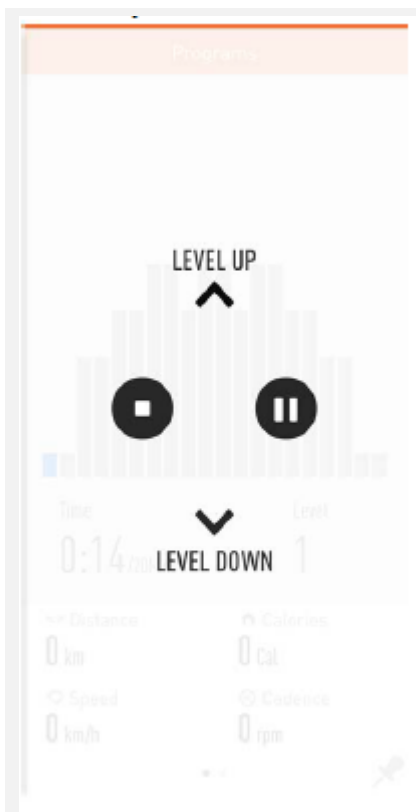 Programs
LEVEL UP
Time Level
0:14 LEVEL DOWN 1
Distance Calories
0 km 0 Cal
Speed Cadence
0 km/h 0 rpm